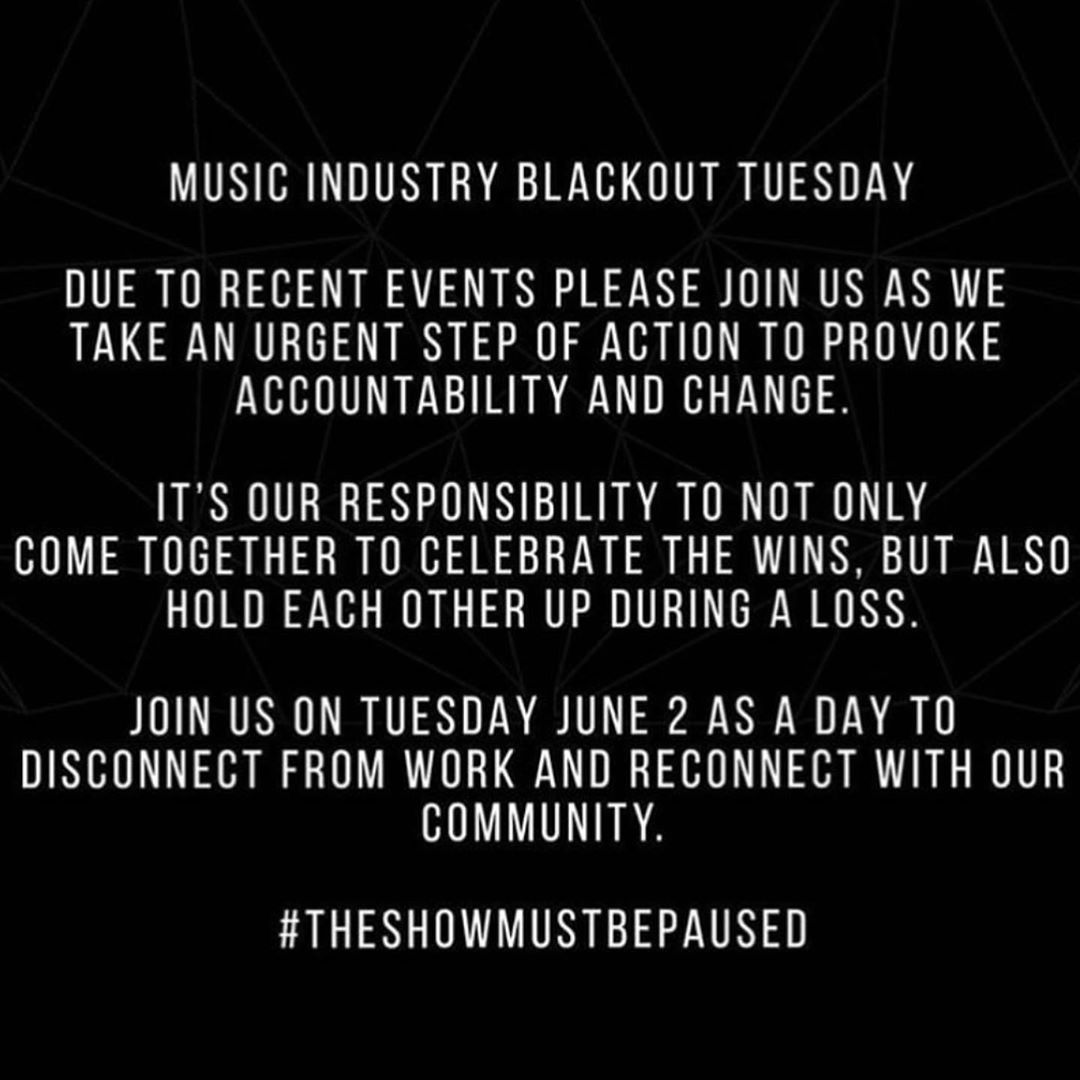 MUSIC INDUSTRY BLACKOUT TUESDAY
DUE TO RECENT EVENTS PLEASE JOIN US AS WE
TAKE AN URGENT STEP OF ACTION TO PROVOKE
ACCOUNTABILITY AND CHANGE.
IT'S OUR RESPONSIBILITY TO NOT ONLY
COME TOGETHER TO CELEBRATE THE WINS, BUT ALSO
HOLD EACH OTHER UP DURING A LOSS.
JOIN US ON TUESDAY JUNE 2 AS A DAY TO
DISCONNECT FROM WORK AND RECONNECT WITH OUR
COMMUNITY.
#THESHOWMUSTBEPAUSED